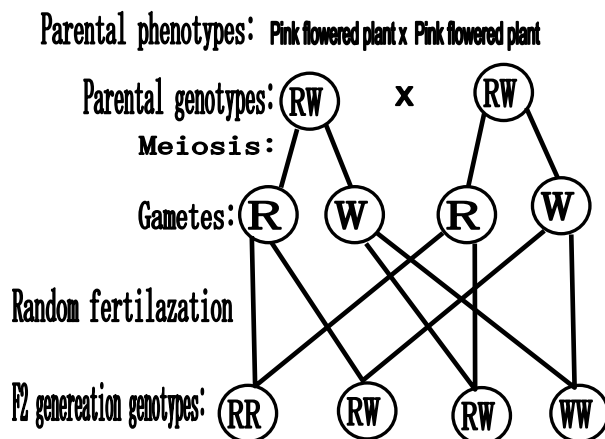 Parental phenotypes: Pink flowered plant x Pink flowered plant
Parental genotypes: RW x RW
Meiosis:
Gametes: R W R W
Random fertilazation
F2 genereation genotypes: RR RW RW WW